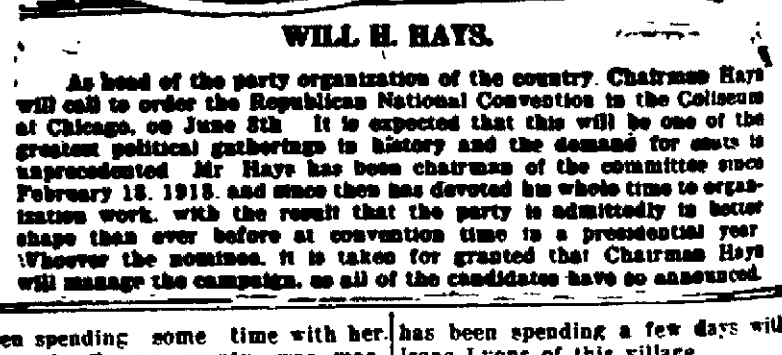 WILL H. HAYS.
As head of the party organization of the country, Chairman Hays
will call to order the Republican National Convention in the Coliseum
at Chicago, on June 8th It is expected that this will be one of the
greatest political gatherings in history and the demand for seats is
unprecedented Mr Hays has been chairman of the committee since
February 18, 1918, and since then has devoted his whole time to organ-
ization work, with the result that the party is admittedly in better
shape than ever before at convention time in a presidential year
Whoever the nominee, it is taken for granted that Chairman Hays
will manage the campaign, as all of the candidates have so announced.
en spending some time with her
has been spending a few days with
Lyons of this village